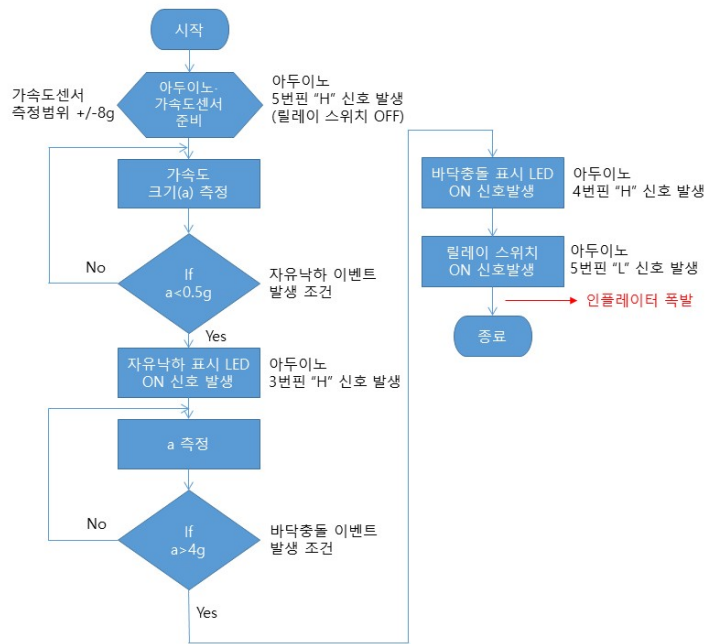 시작
가속도센서
측정범위 +/-8g
아두이노·
가속도센서
준비
아두이노
5번핀 “H” 신호 발생
(릴레이 스위치 OFF)
가속도
크기(a) 측정
No
If
a<0.5g
자유낙하 이벤트
발생 조건
Yes
자유낙하 표시 LED
ON 신호 발생
아두이노
3번핀 “H” 신호 발생
a 측정
No
If
a>4g
바닥충돌 이벤트
발생 조건
Yes
바닥충돌 표시 LED
ON 신호발생
아두이노
4번핀 “H” 신호 발생
릴레이 스위치
ON 신호발생
아두이노
5번핀 “L” 신호 발생
인플레이터 폭발
종료